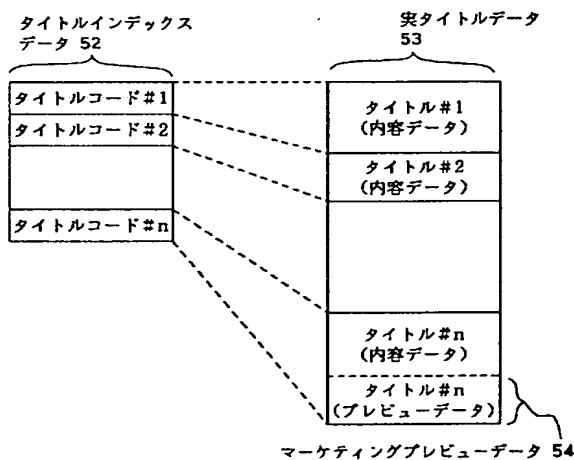 タイトルインデックス
データ 52
タイトルコード#1
タイトルコード#2
タイトルコード#n
実タイトルデータ
53
タイトル#1
(内容データ)
タイトル#2
(内容データ)
タイトル#n
(内容データ)
タイトル#n
(プレビューデータ)
マーケティングプレビューデータ 54